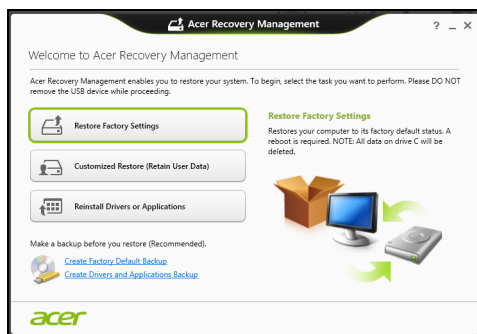 Acer Recovery Management
Welcome to Acer Recovery Management
Acer Recovery Management enables you to restore your system. To begin, select the task you want to perform. Please DO NOT
remove the USB device while proceeding.
Restore Factory Settings
Customized Restore (Retain User Data)
Reinstall Drivers or Applications
Restore Factory Settings
Restores your computer to its factory default status. A
reboot is required. NOTE: All data on drive C will be
deleted.
Make a backup before you restore (Recommended).
Create Factory Default Backup
Create Drivers and Applications Backup
acer